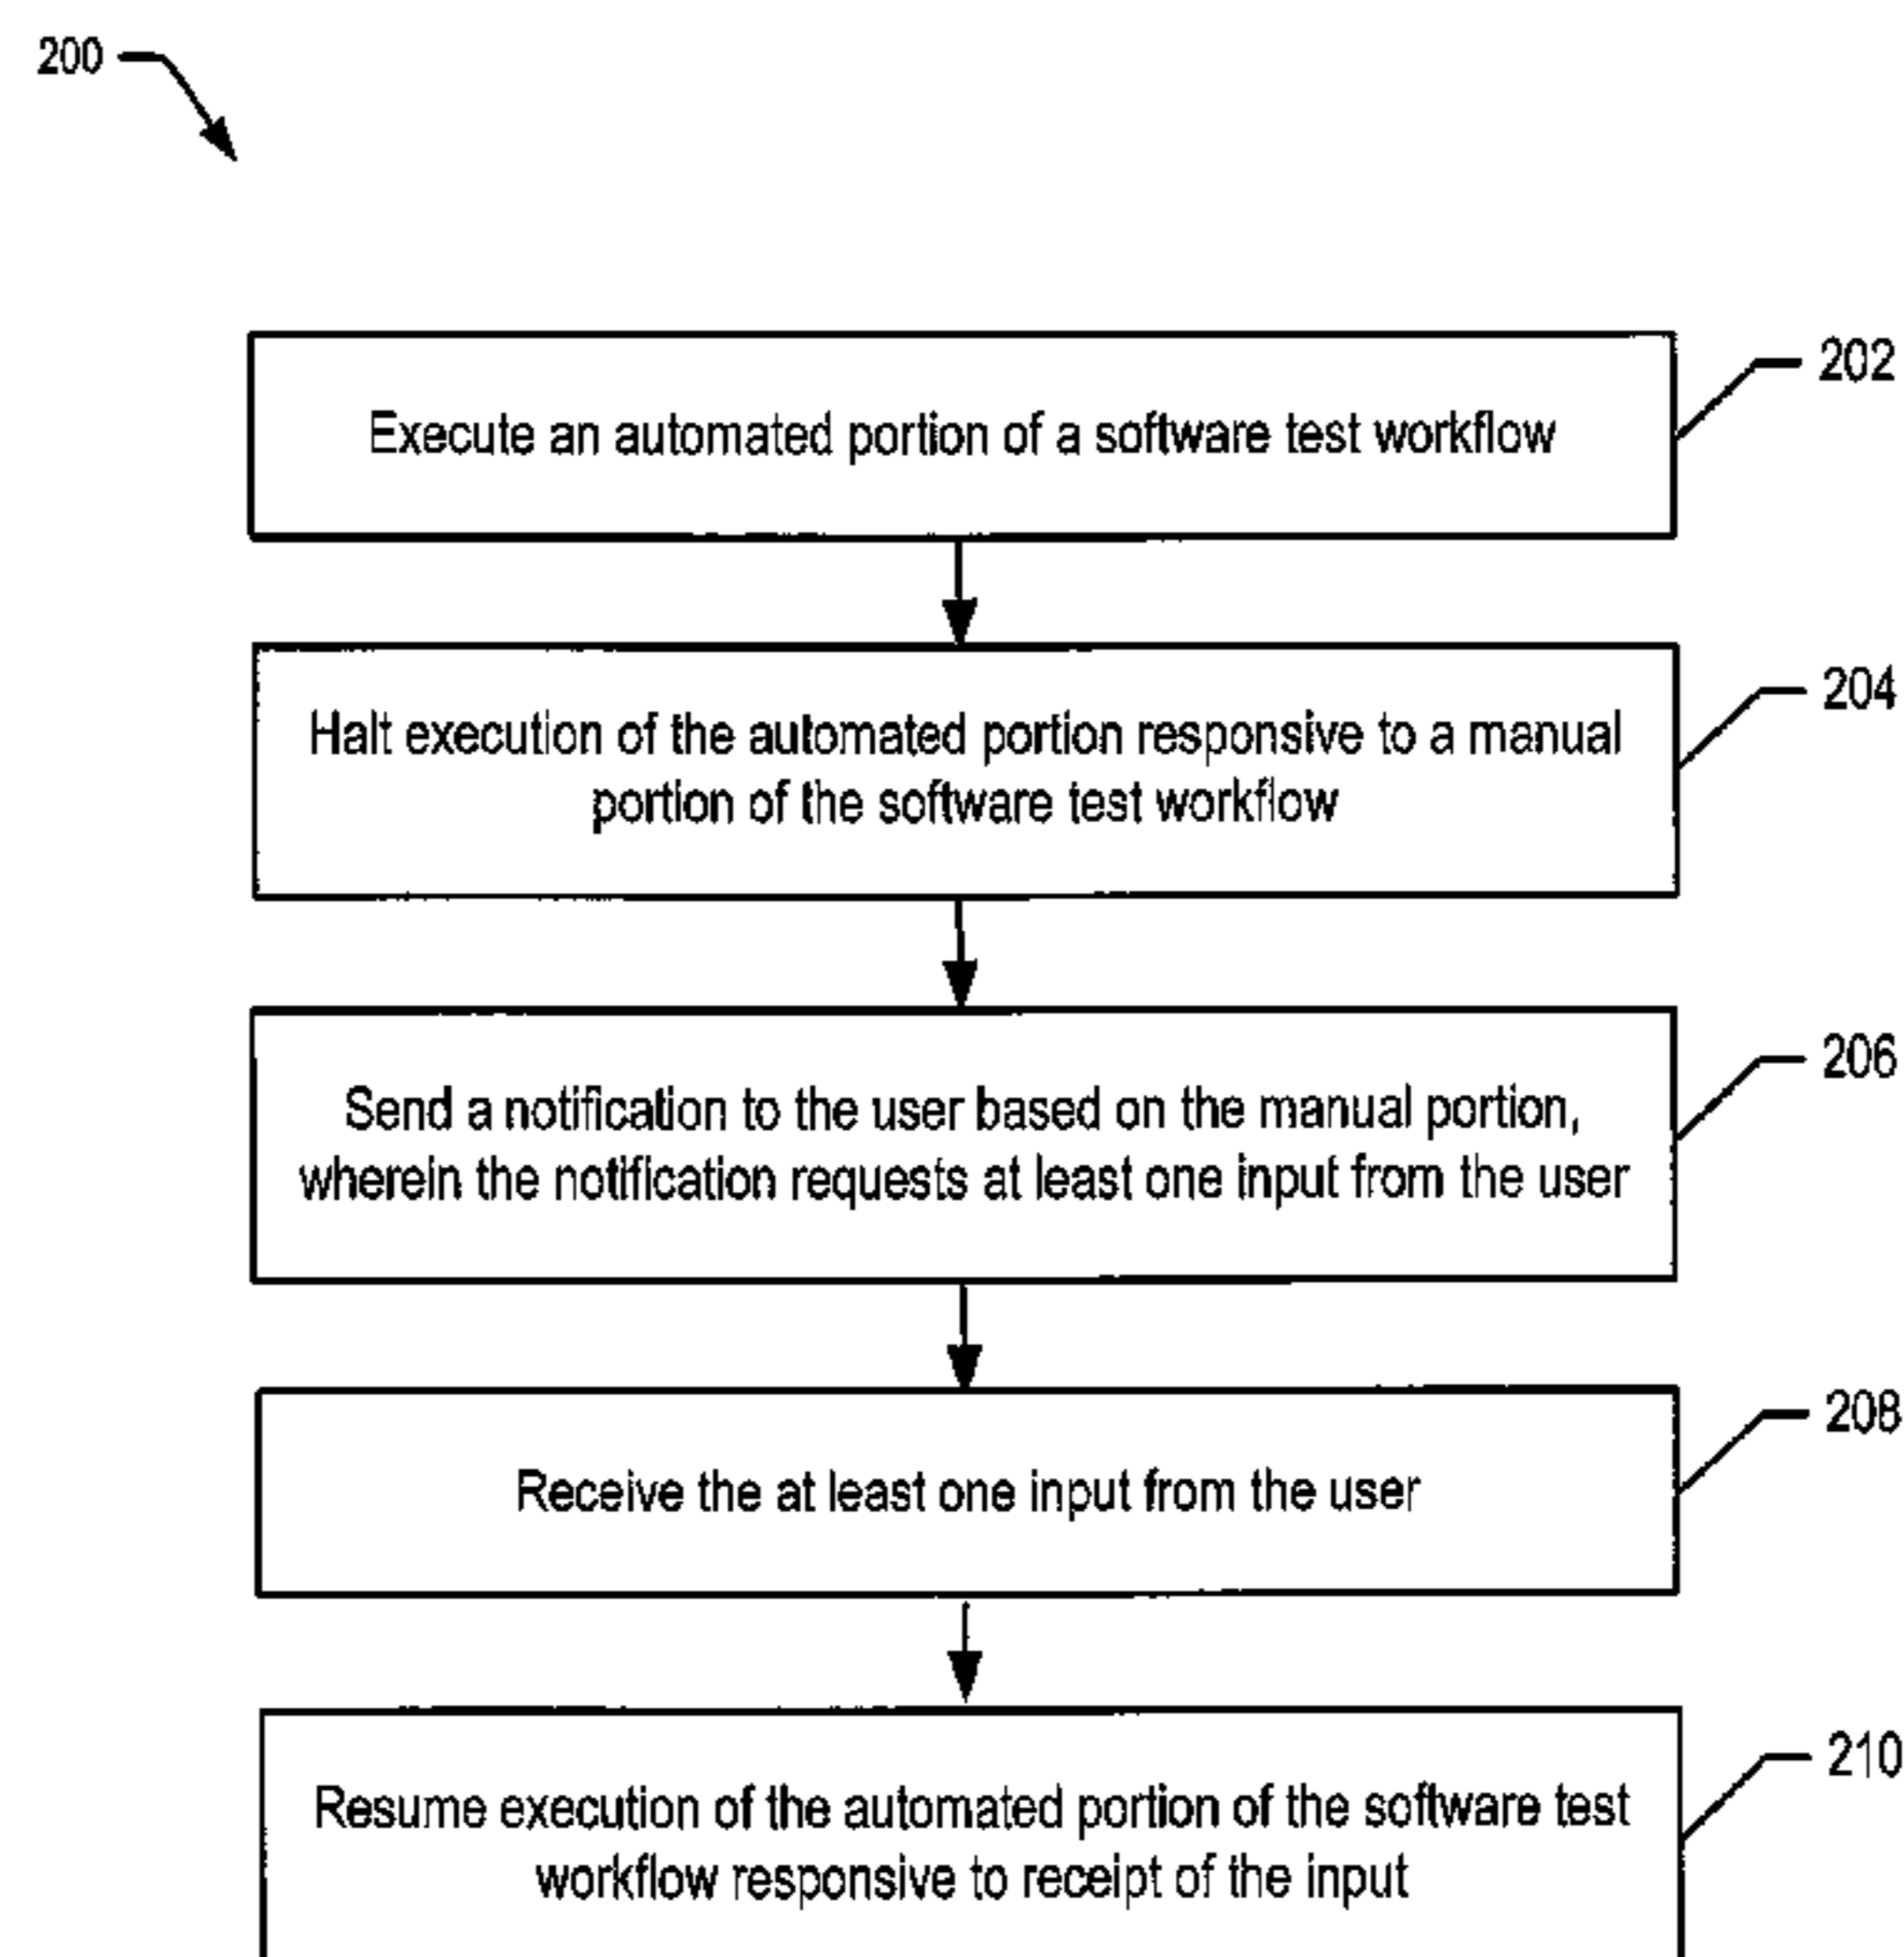 200
Execute an automated portion of a software test workflow
202
Halt execution of the automated portion responsive to a manual
portion of the software test workflow
204
Send a notification to the user based on the manual portion,
wherein the notification requests at least one input from the user
206
Receive the at least one input from the user
208
Resume execution of the automated portion of the software test
workflow responsive to receipt of the input
210